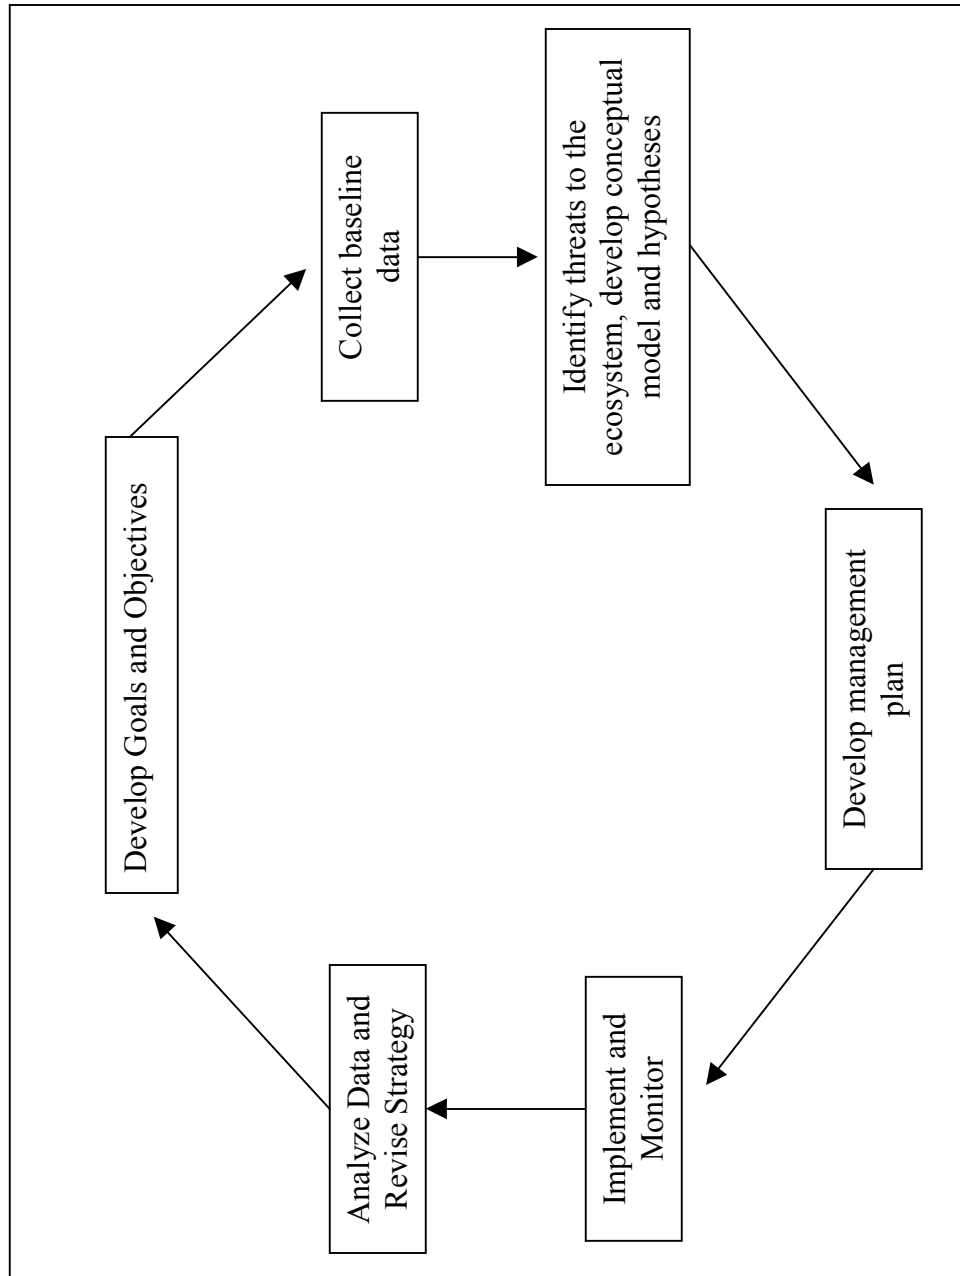 Develop Goals and Objectives
Collect baseline
data
Identify threats to the
ecosystem, develop conceptual
model and hypotheses
Develop management
plan
Implement and
Monitor
Analyze Data and
Revise Strategy